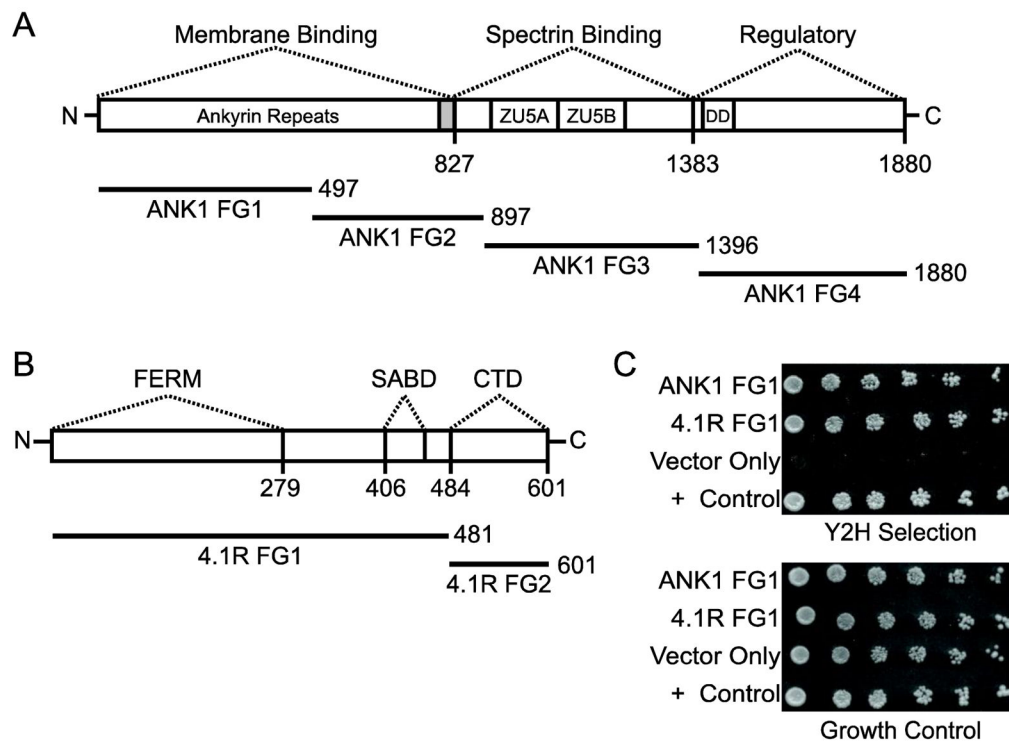 A
Membrane Binding Spectrin Binding Regulatory
N Ankyrin Repeats ZU5A ZU5B DD C
827 1383 1880
497
ANK1 FG1
897
ANK1 FG2
1396
ANK1 FG3
1880
ANK1 FG4
B
FERM SABD CTD
N C
279 406 484 601
481
4.1R FG1
601
4.1R FG2
C
ANK1 FG1
4.1R FG1
Vector Only
+ Control
Y2H Selection
ANK1 FG1
4.1R FG1
Vector Only
+ Control
Growth Control